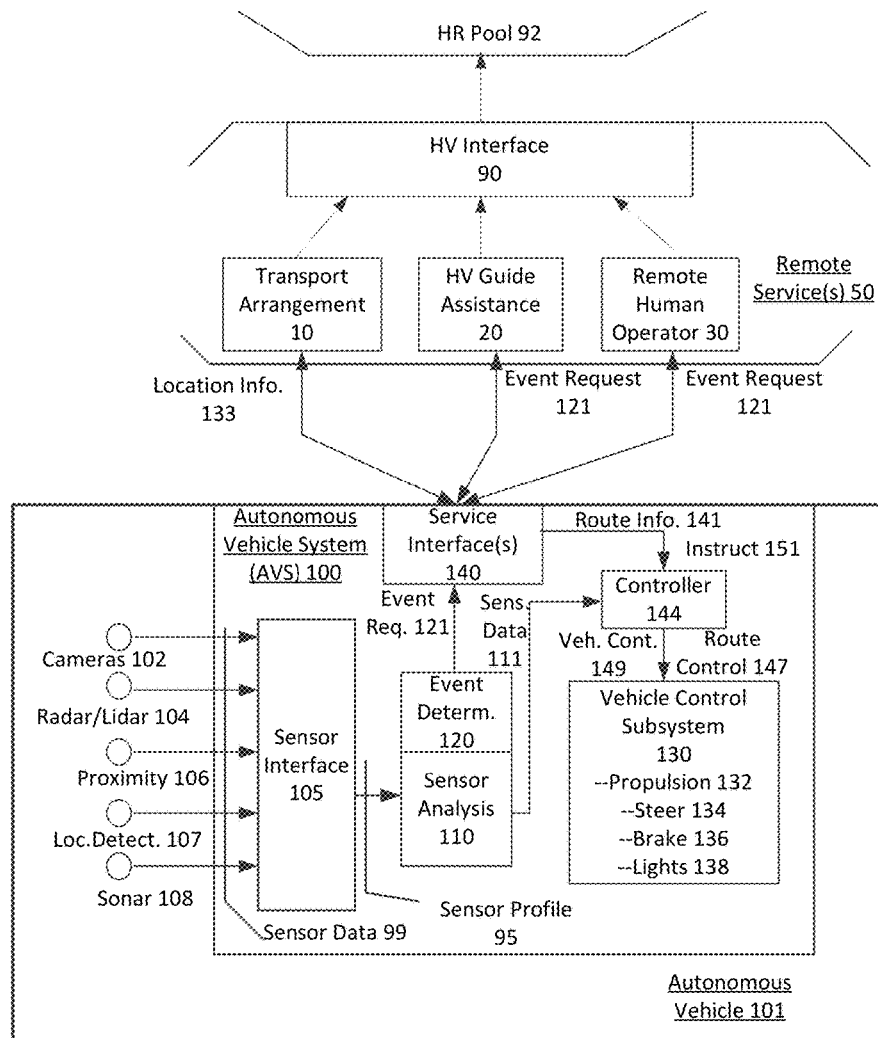 HR Pool 92
HV Interface
90
Transport
Arrangement
10
HV Guide
Assistance
20
Remote
Human
Operator 30
Remote
Service(s) 50
Location Info.
133
Event Request
121
Event Request
121
Autonomous
Vehicle System
(AVS) 100
Service
Interface(s)
140
Route Info. 141
Instruct 151
Event
Req. 121
Sens.
Data
111
Controller
144
Veh. Cont.
149
Route
Control 147
Cameras 102
Radar/Lidar 104
Proximity 106
Loc.Detect. 107
Sonar 108
Sensor
Interface
105
Event
Determ.
120
Sensor
Analysis
110
Vehicle Control
Subsystem
130
--Propulsion 132
--Steer 134
--Brake 136
--Lights 138
Sensor Data 99
Sensor Profile
95
Autonomous
Vehicle 101